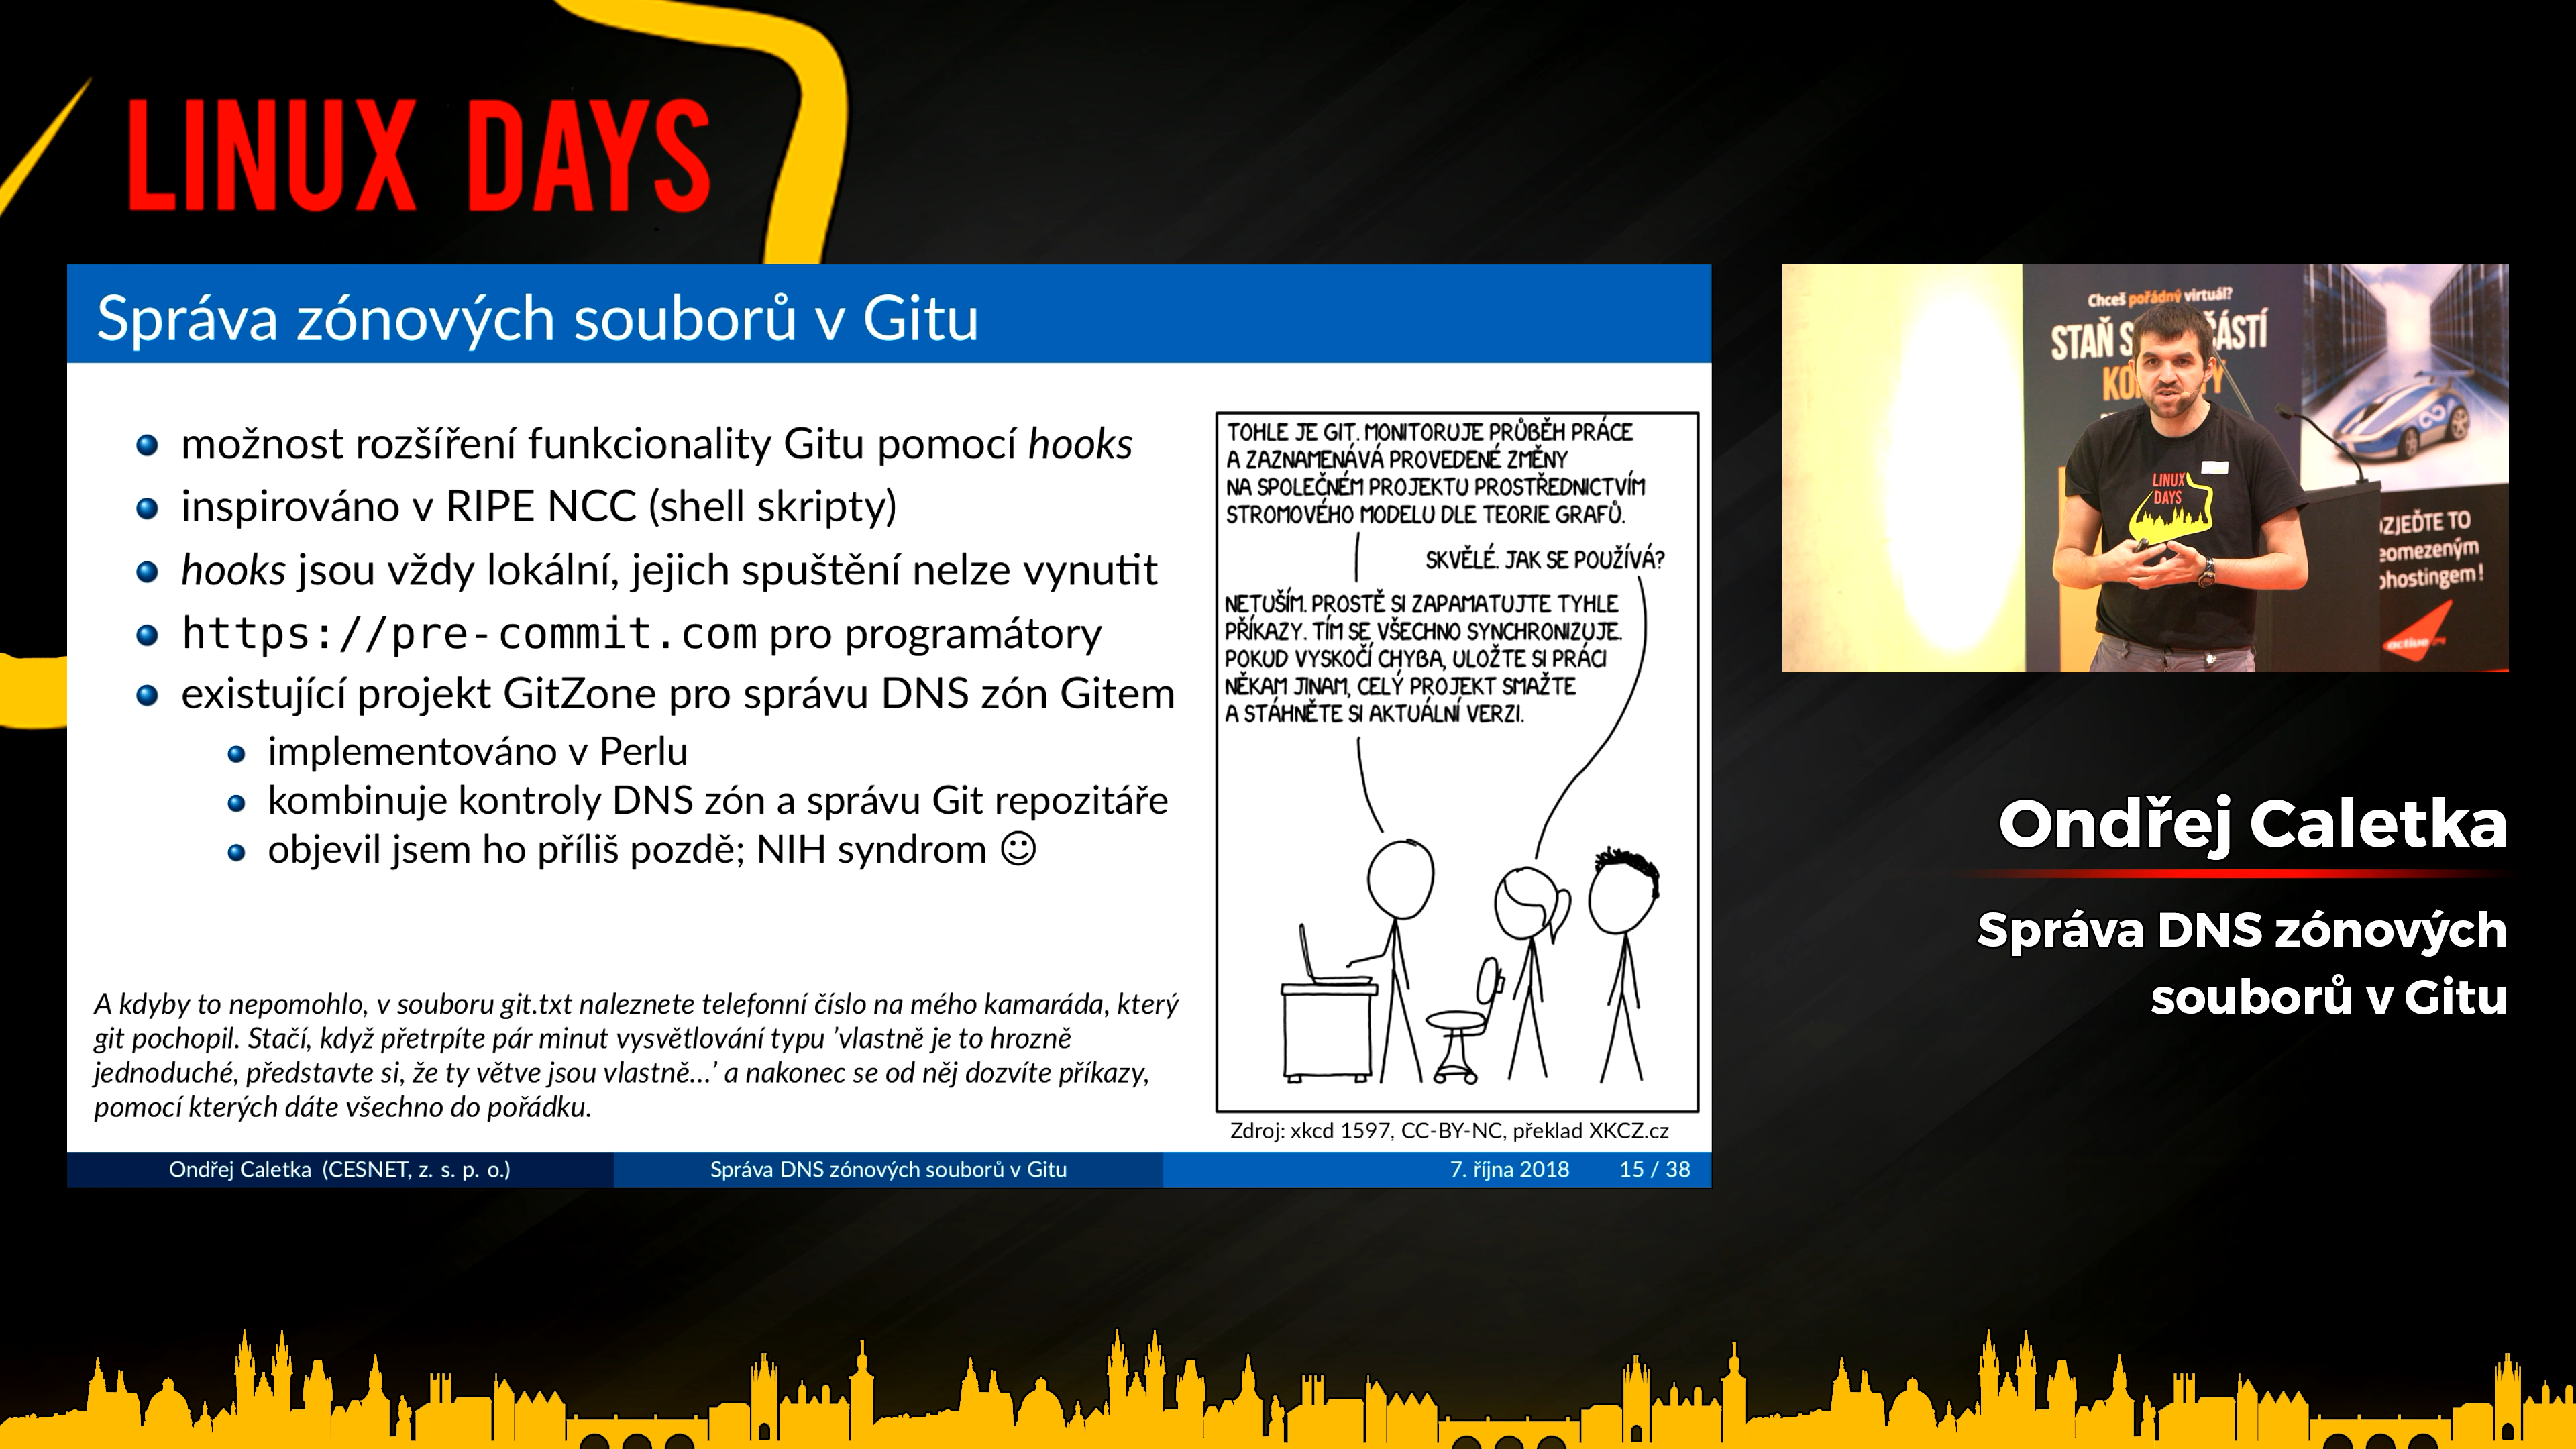 LINUX DAYS
Správa zónových souborů v Gitu
možnost rozšíření funkcionality Gitu pomocí hooks
inspirováno v RIPE NCC (shell skripty)
hooks jsou vždy lokální, jejich spuštění nelze vynutit
https://pre-commit.com pro programátory
existující projekt GitZone pro správu DNS zón Gitem
implementováno v Perlu
kombinuje kontroly DNS zón a správu Git repozitáře
objevil jsem ho příliš pozdě; NIH syndrom ☺
A kdyby to nepomohlo, v souboru git.txt naleznete telefonní číslo na mého kamaráda, který
git pochopil. Stačí, když přetrpíte pár minut vysvětlování typu ’vlastně je to hrozně
jednoduché, představte si, že ty větve jsou vlastně...’ a nakonec se od něj dozvíte příkazy,
pomocí kterých dáte všechno do pořádku.
TOHLE JE GIT. MONITORUJE PRŮBĚH PRÁCE
A ZAZNAMENÁVÁ PROVEDENÉ ZMĚNY
NA SPOLEČNÉM PROJEKTU PROSTŘEDNICTVÍM
STROMOVÉHO MODELU DLE TEORIE GRAFŮ.
SKVĚLÉ. JAK SE POUŽÍVÁ?
NETUŠÍM. PROSTĚ SI ZAPAMATUJTE TYHLE
PŘÍKAZY. TÍM SE VŠECHNO SYNCHRONIZUJE.
POKUD VYSKOČÍ CHYBA, ULOŽTE SI PRÁCI
NĚKAM JINAM, CELÝ PROJEKT SMAŽTE
A STÁHNĚTE SI AKTUÁLNÍ VERZI.
Zdroj: xkcd 1597, CC-BY-NC, překlad XKCZ.cz
Ondřej Caletka (CESNET, z. s. p. o.)
Správa DNS zónových souborů v Gitu
7. října 2018
15 / 38
Chceš pořádný virtuál?
STAŇ S ČÁSTÍ
KO Y
LINUX
DAYS
OZJEĎTE TO
eomezeným
ohostingem!
active 24
Ondřej Caletka
Správa DNS zónových
souborů v Gitu